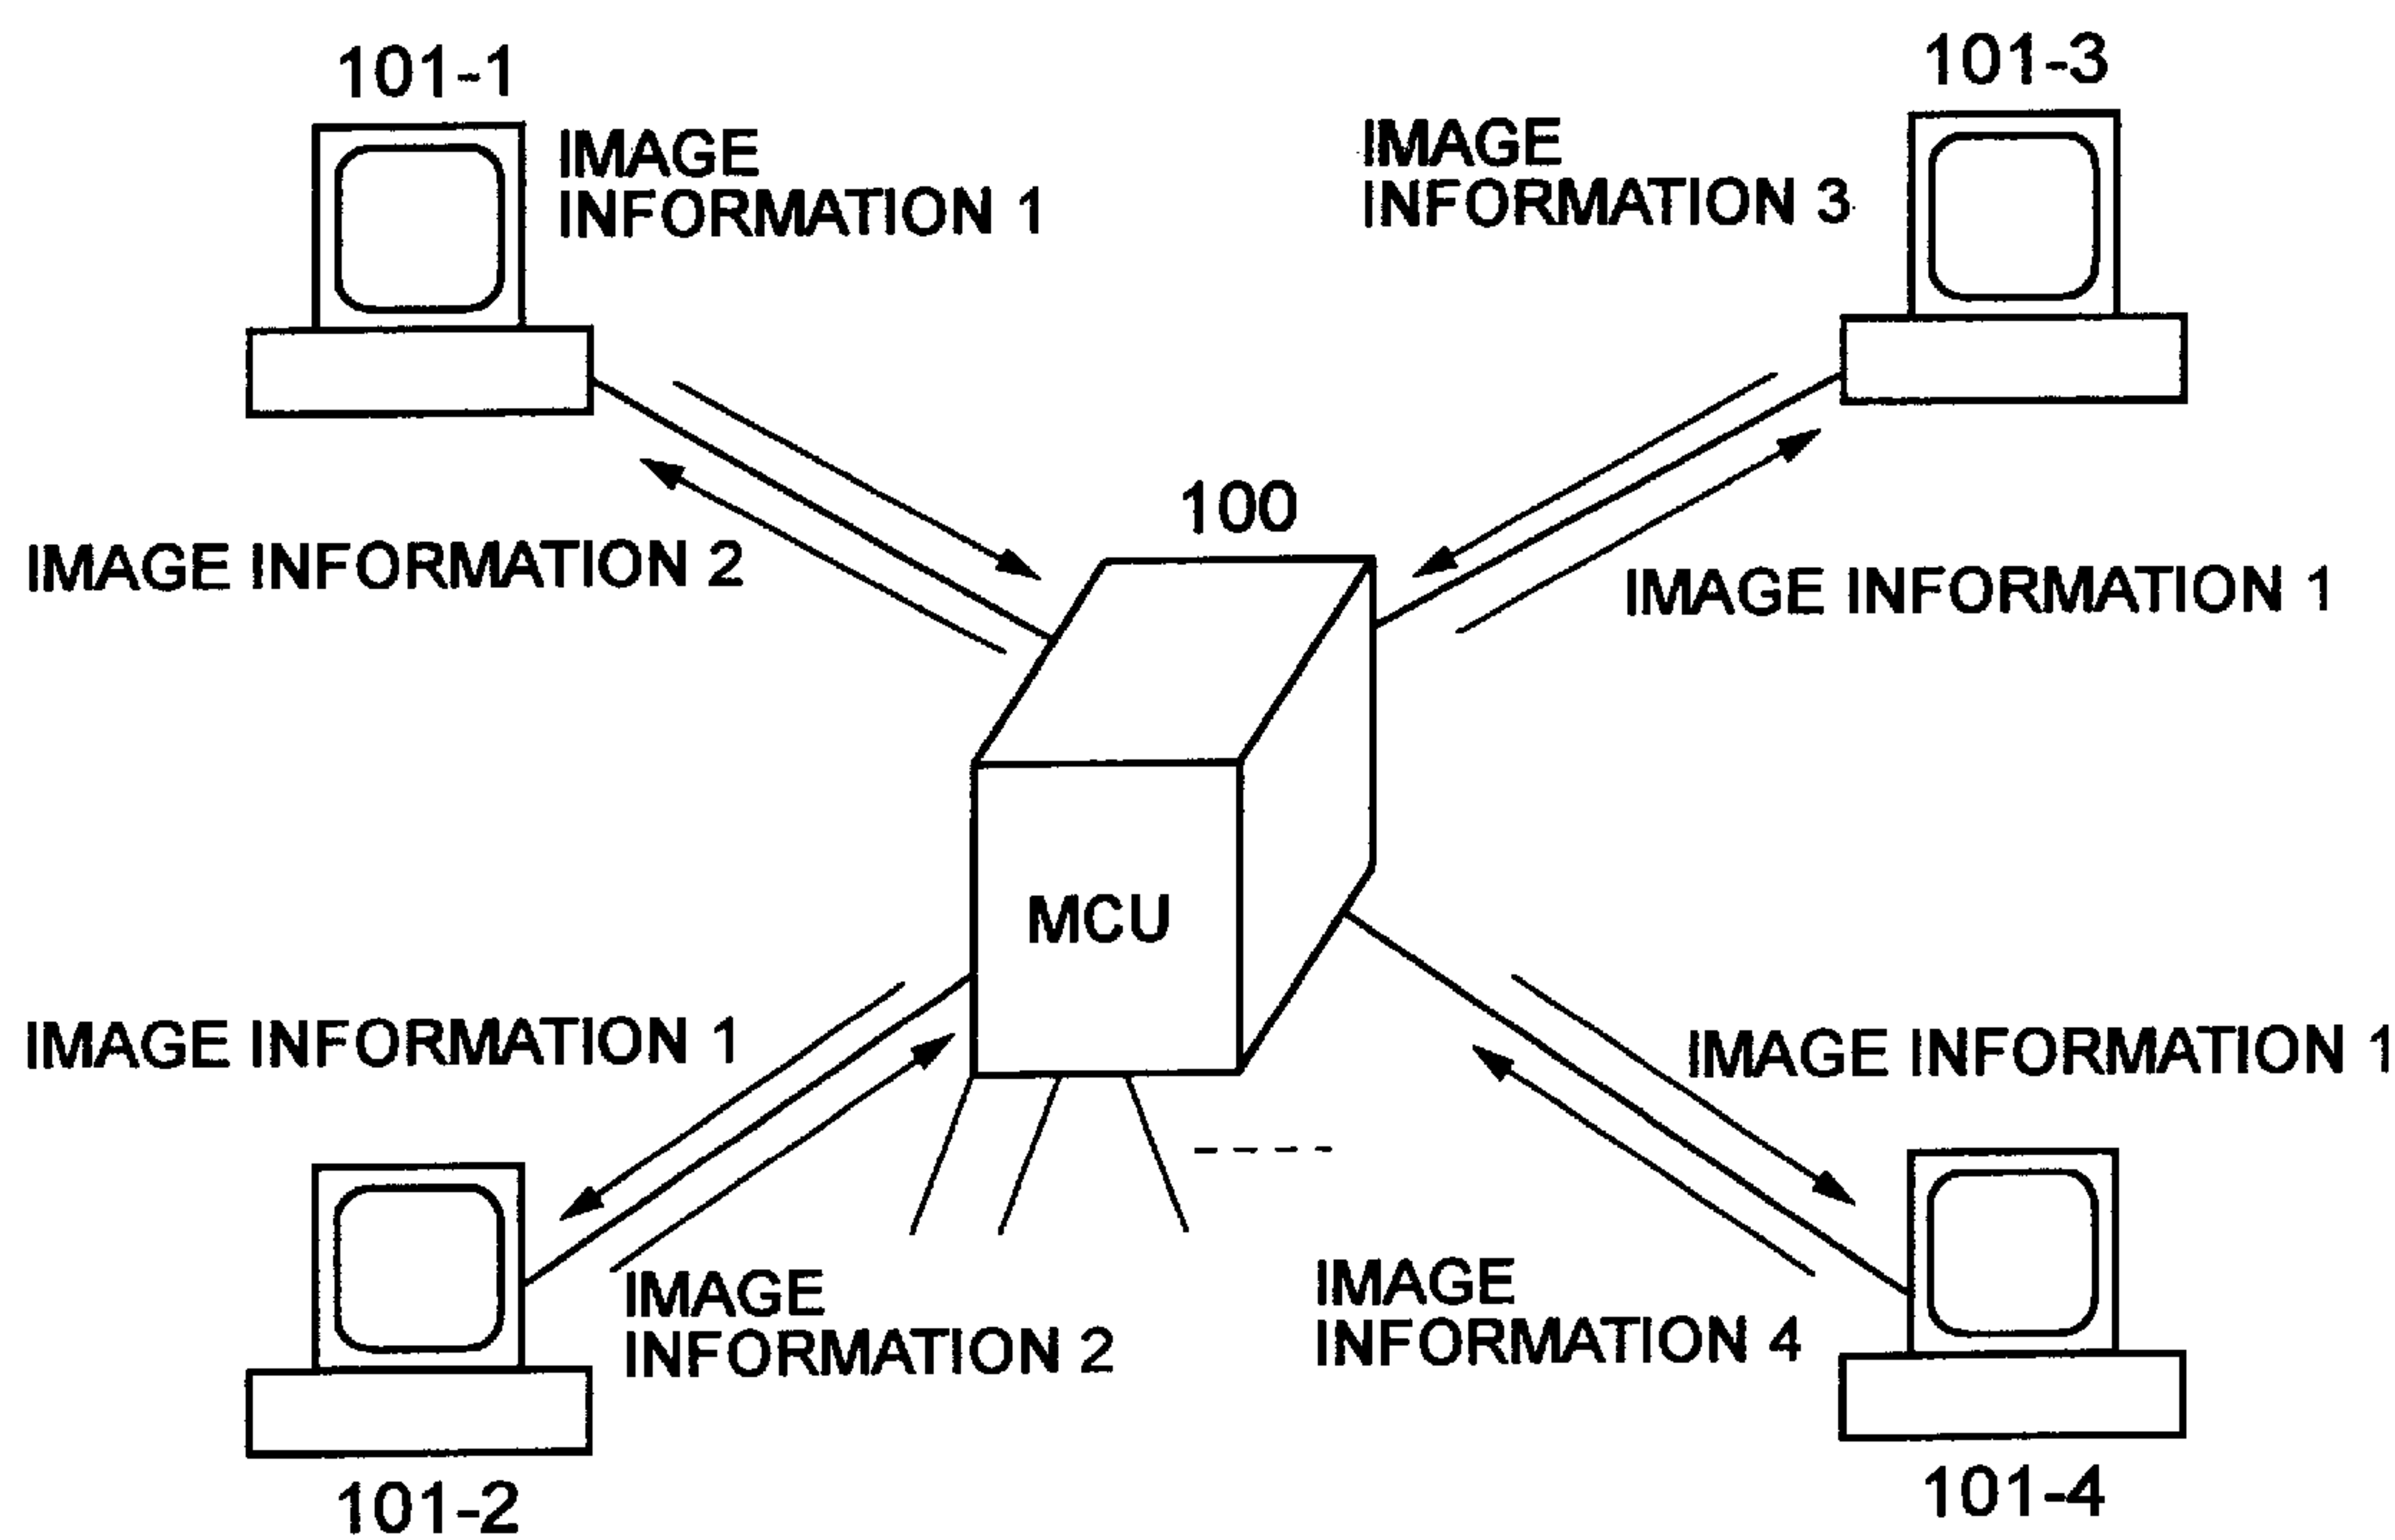 101-1
101-3
IMAGE
INFORMATION 1
IMAGE
INFORMATION 3
100
IMAGE INFORMATION 2
IMAGE INFORMATION 1
MCU
IMAGE INFORMATION 1
IMAGE INFORMATION 1
IMAGE
INFORMATION 2
IMAGE
INFORMATION 4
101-2
101-4